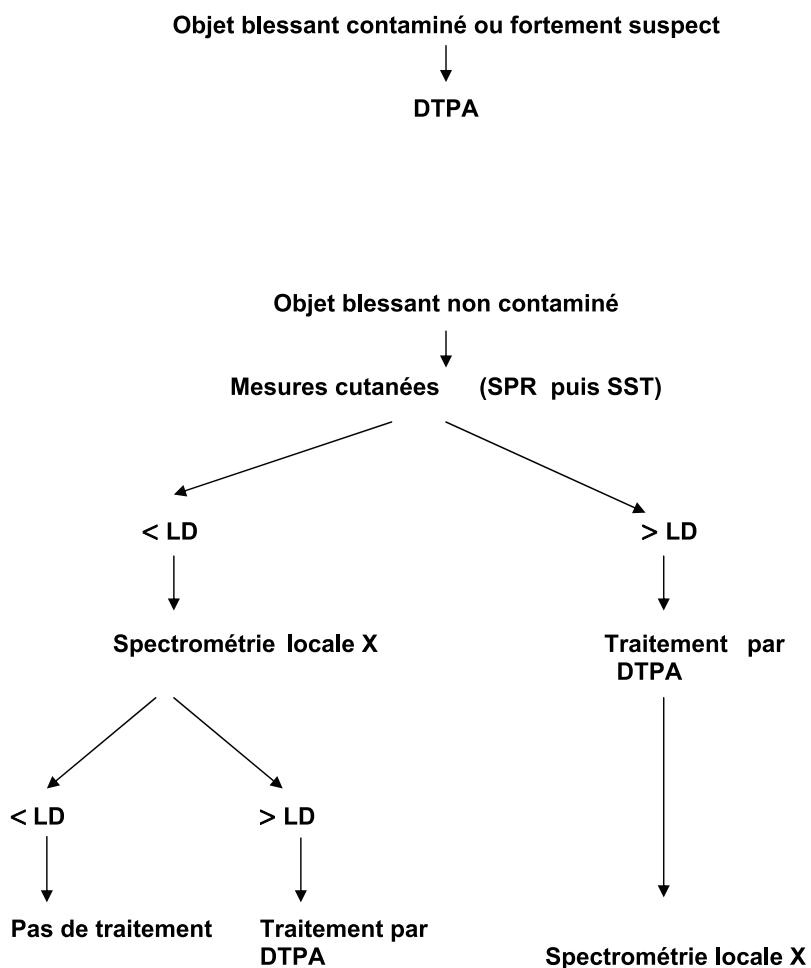 Objet blessant contaminé ou fortement suspect
DTPA
Objet blessant non contaminé
Mesures cutanées (SPR puis SST)
< LD
> LD
Spectrométrie locale X
Traitement par
DTPA
< LD
> LD
Pas de traitement
Traitement par
DTPA
Spectrométrie locale X